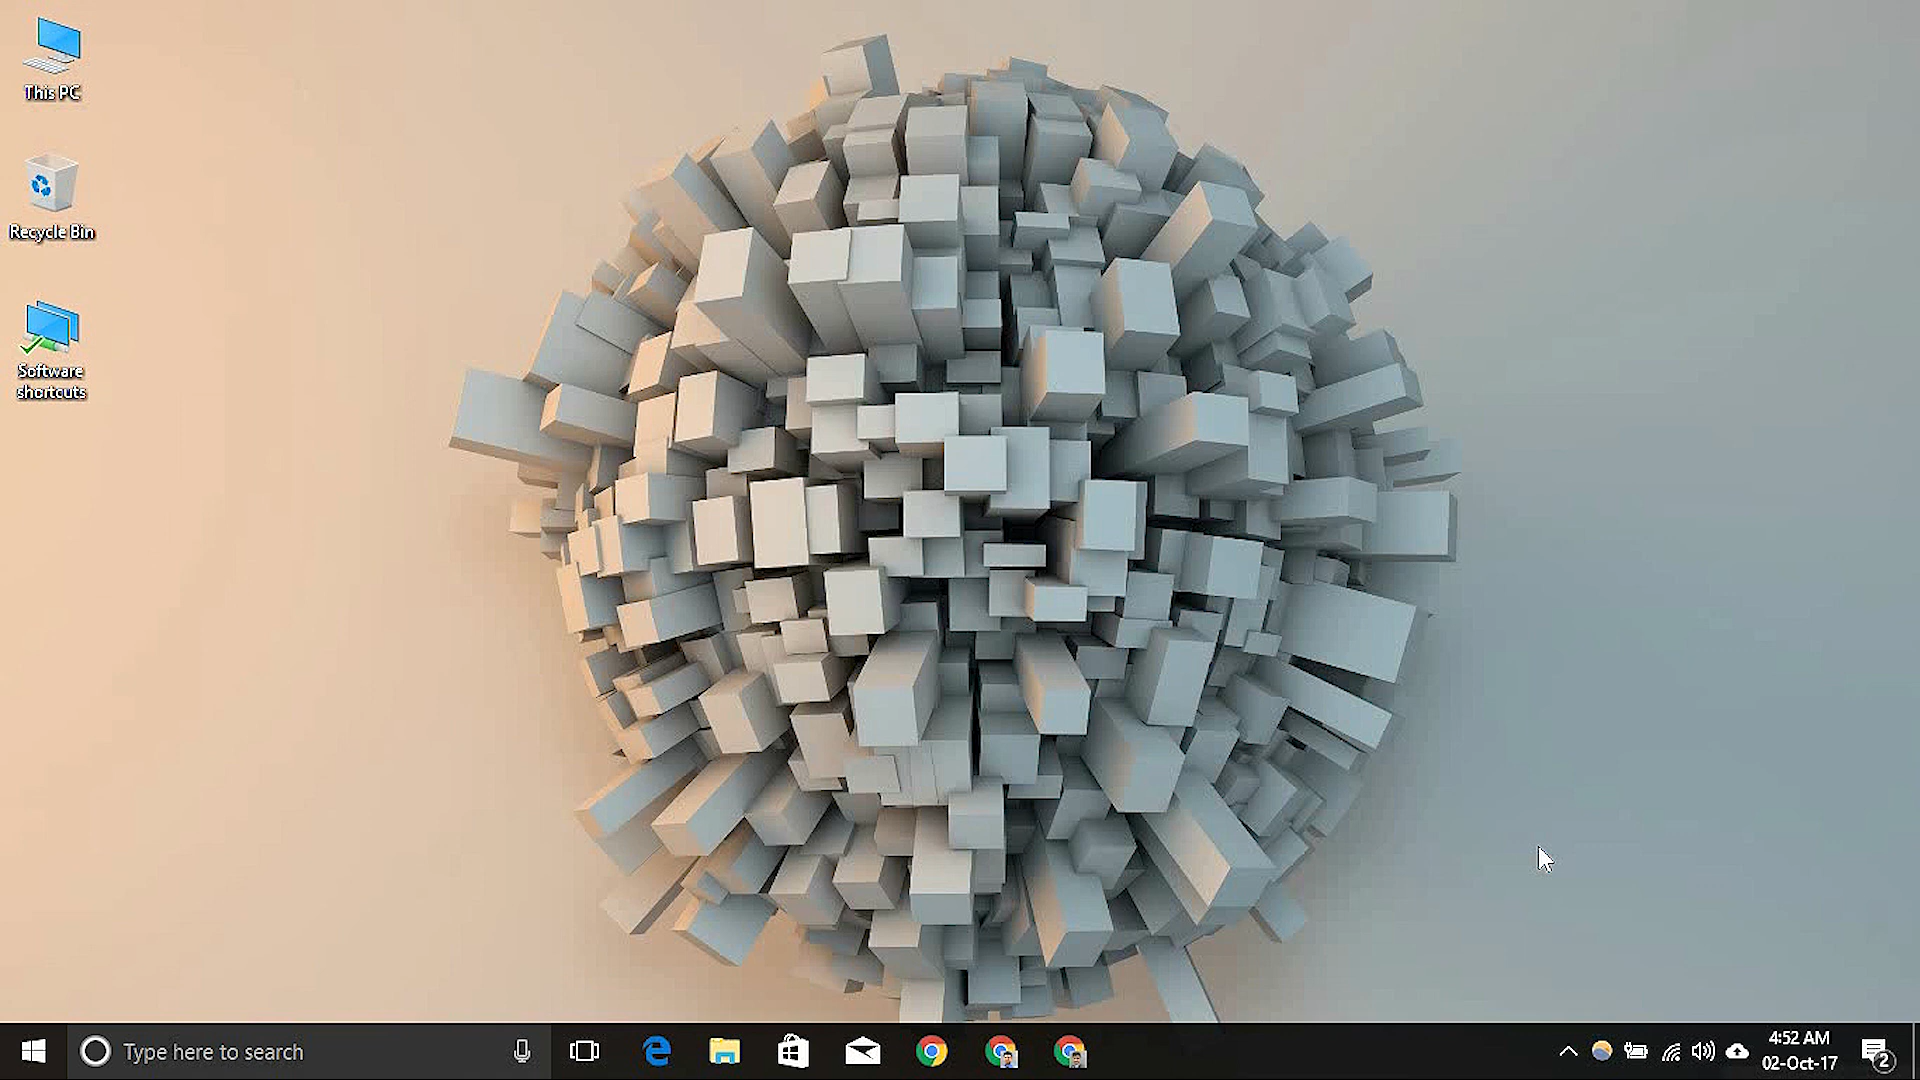 This PC
Recycle Bin
Software
shortcuts
Type here to search
4:52 AM
02-Oct-17
2